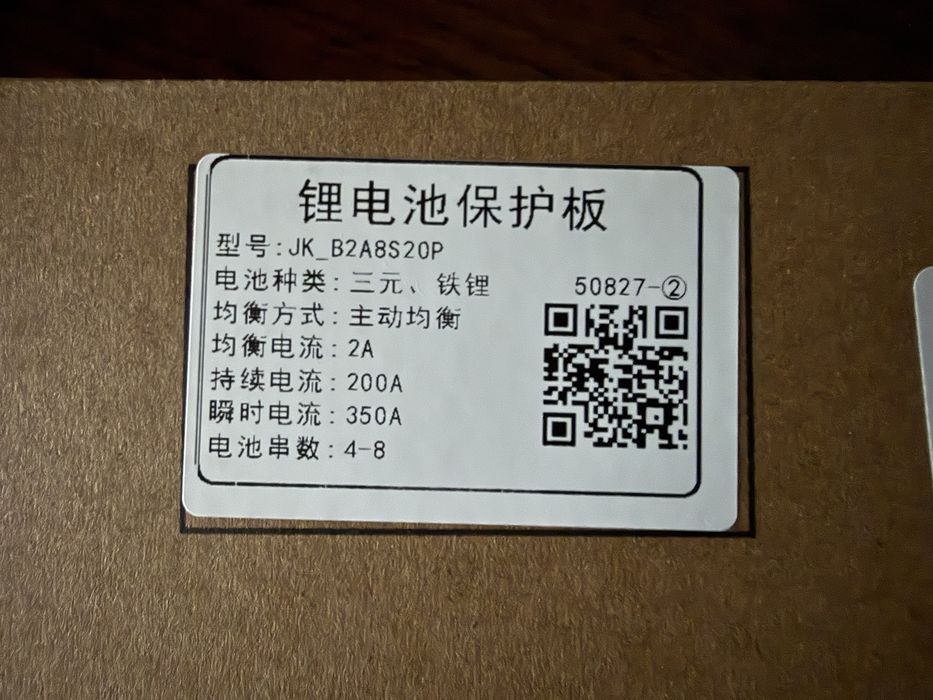 锂电池保护板
型号:JK_B2A8S20P
电池种类:三元、铁锂
50827-②
均衡方式:主动均衡
均衡电流:2A
持续电流:200A
瞬时电流:350A
电池串数:4-8